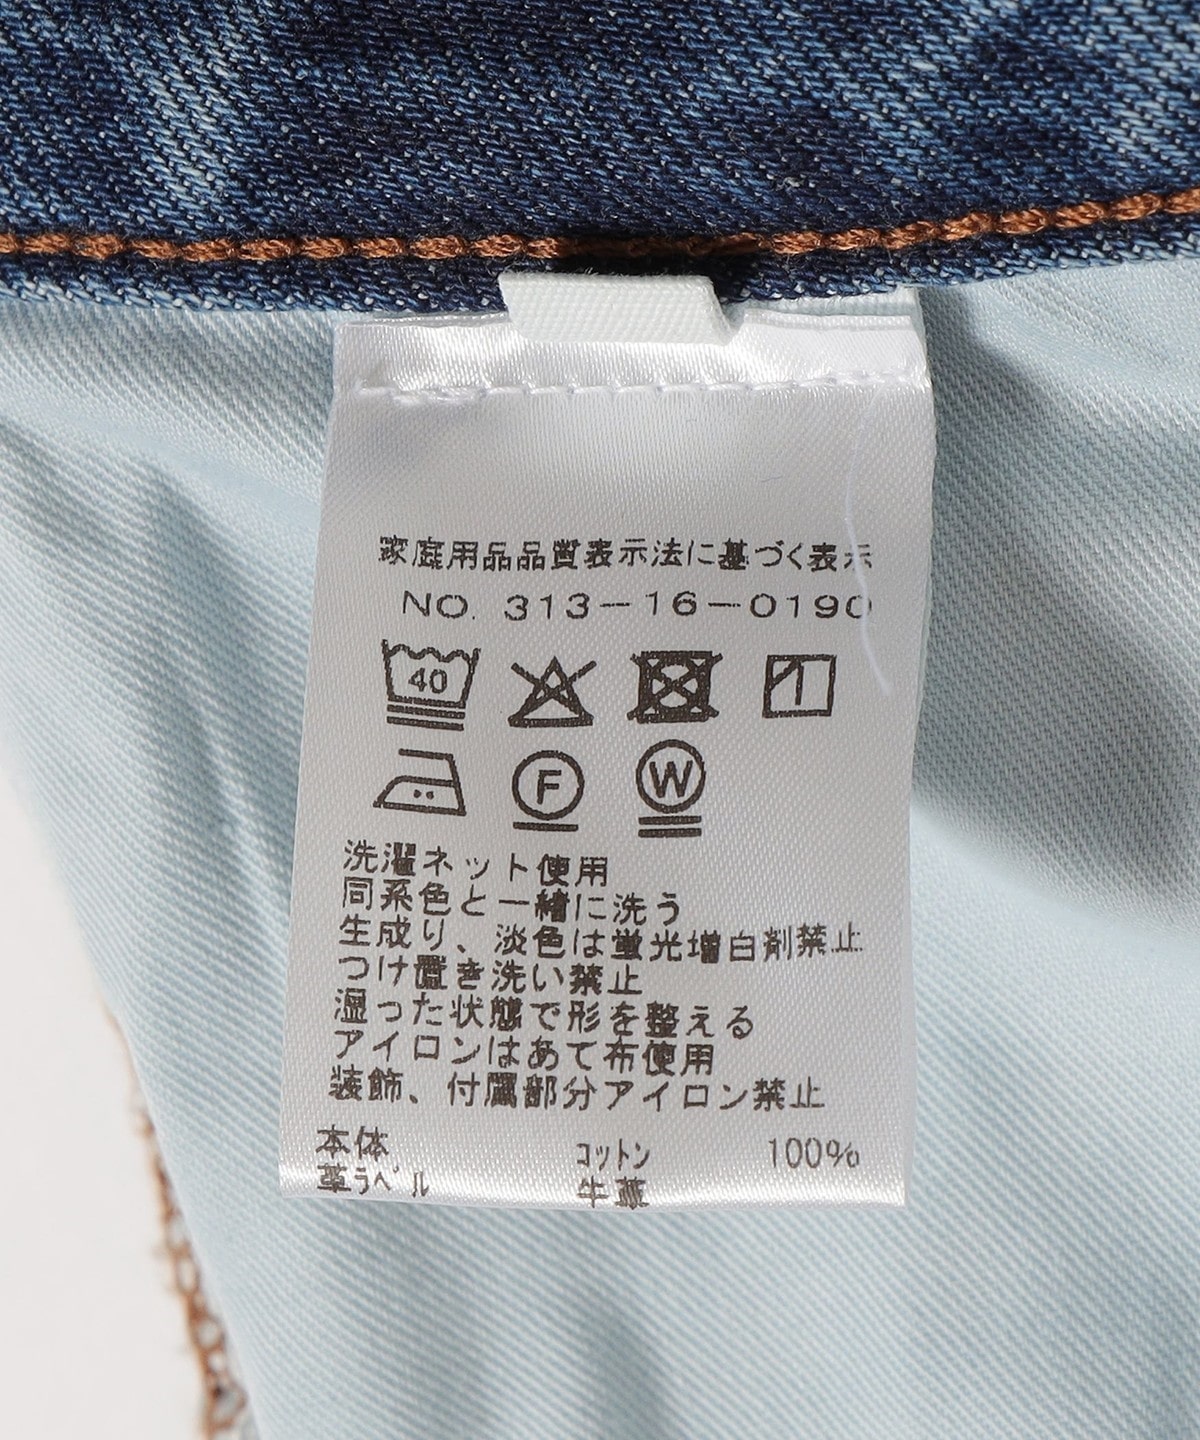 家庭用品品質表示法に基づく表示
NO. 313-16-0190
40
F
W
洗濯ネット使用
同系色と一緒に洗う
生成り、淡色は蛍光増白剤禁止
つけ置き洗い禁止
湿った状態で形を整える
アイロンはあて布使用
装飾、付属部分アイロン禁止
本体 コットン 100%
革ラベル 牛革